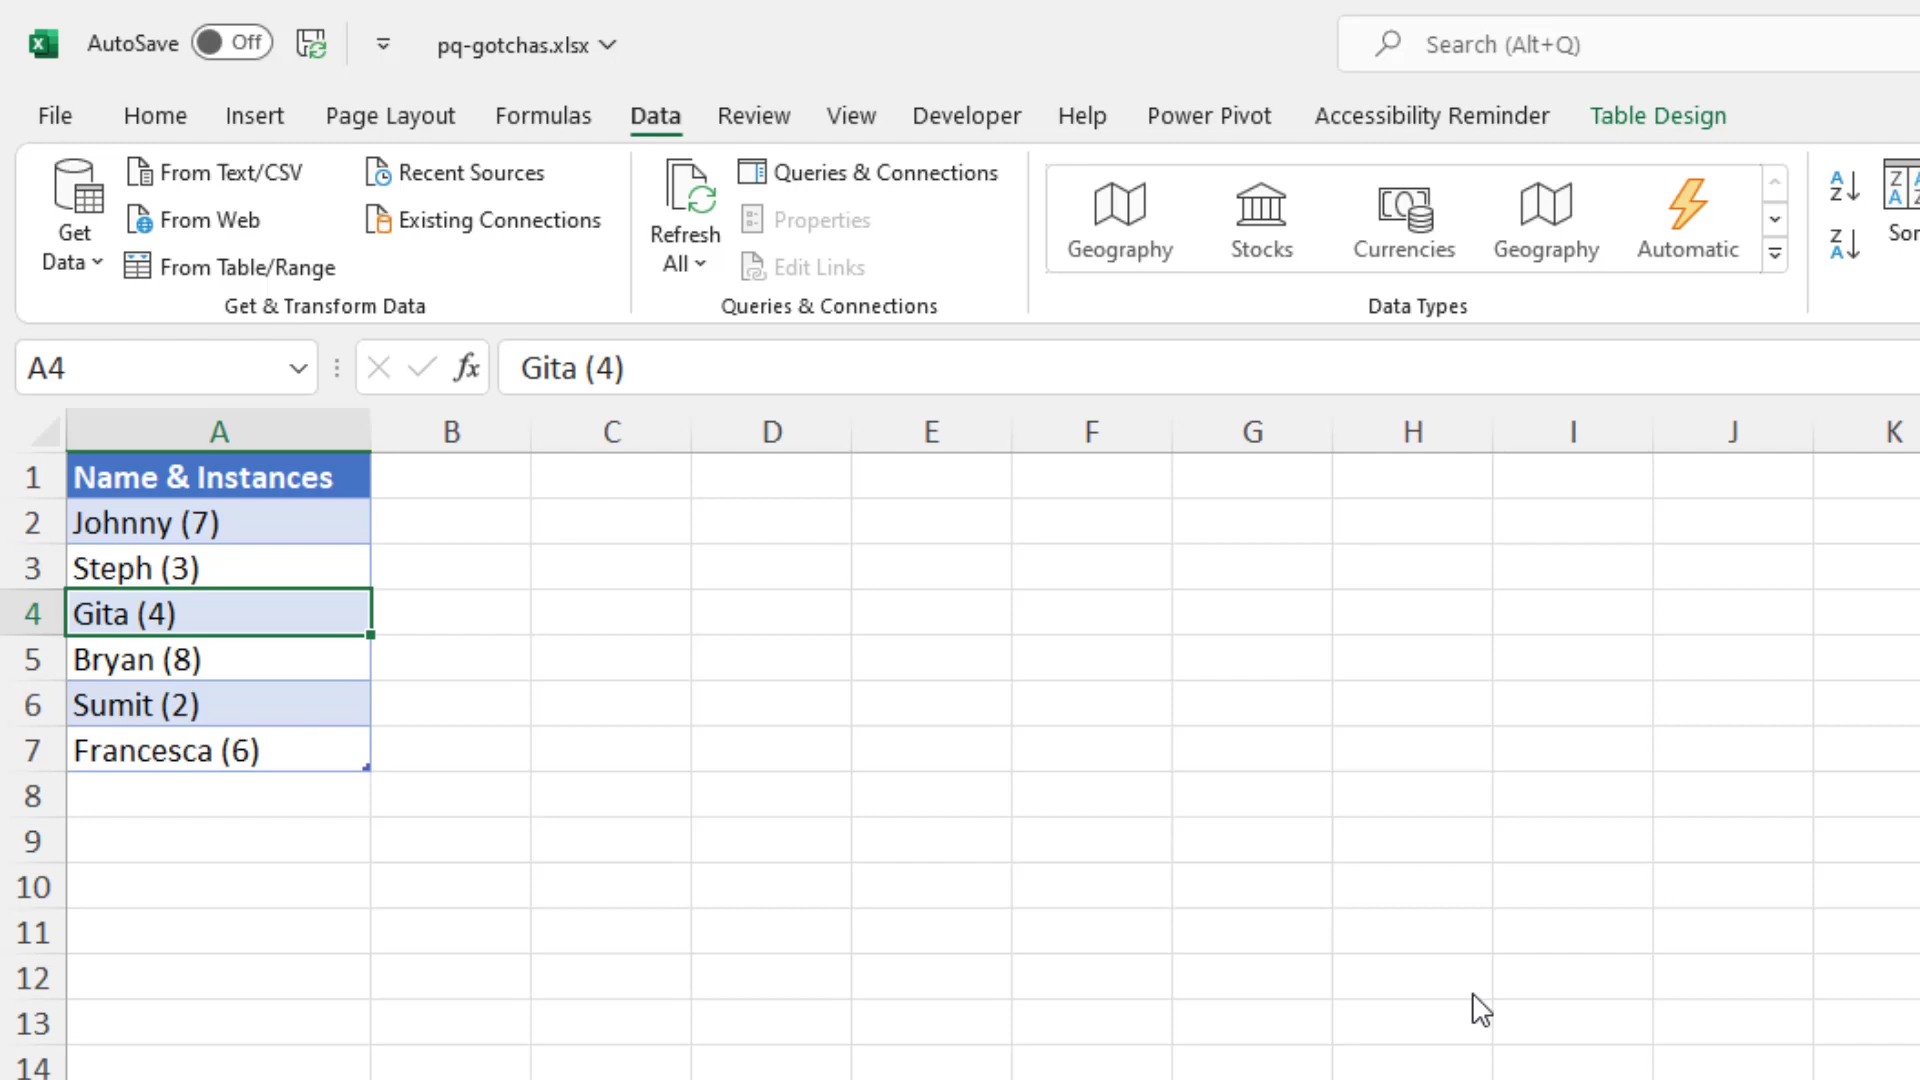 AutoSave Off pq-gotchas.xlsx Search (Alt+Q)
File Home Insert Page Layout Formulas Data Review View Developer Help Power Pivot Accessibility Reminder Table Design
Get Data
From Text/CSV
From Web
From Table/Range
Recent Sources
Existing Connections
Get & Transform Data
Refresh All
Queries & Connections
Properties
Edit Links
Queries & Connections
Geography Stocks Currencies Geography Automatic
Data Types
A4 fx Gita (4)
A B C D E F G H I J K
1 Name & Instances
2 Johnny (7)
3 Steph (3)
4 Gita (4)
5 Bryan (8)
6 Sumit (2)
7 Francesca (6)
8
9
10
11
12
13
14